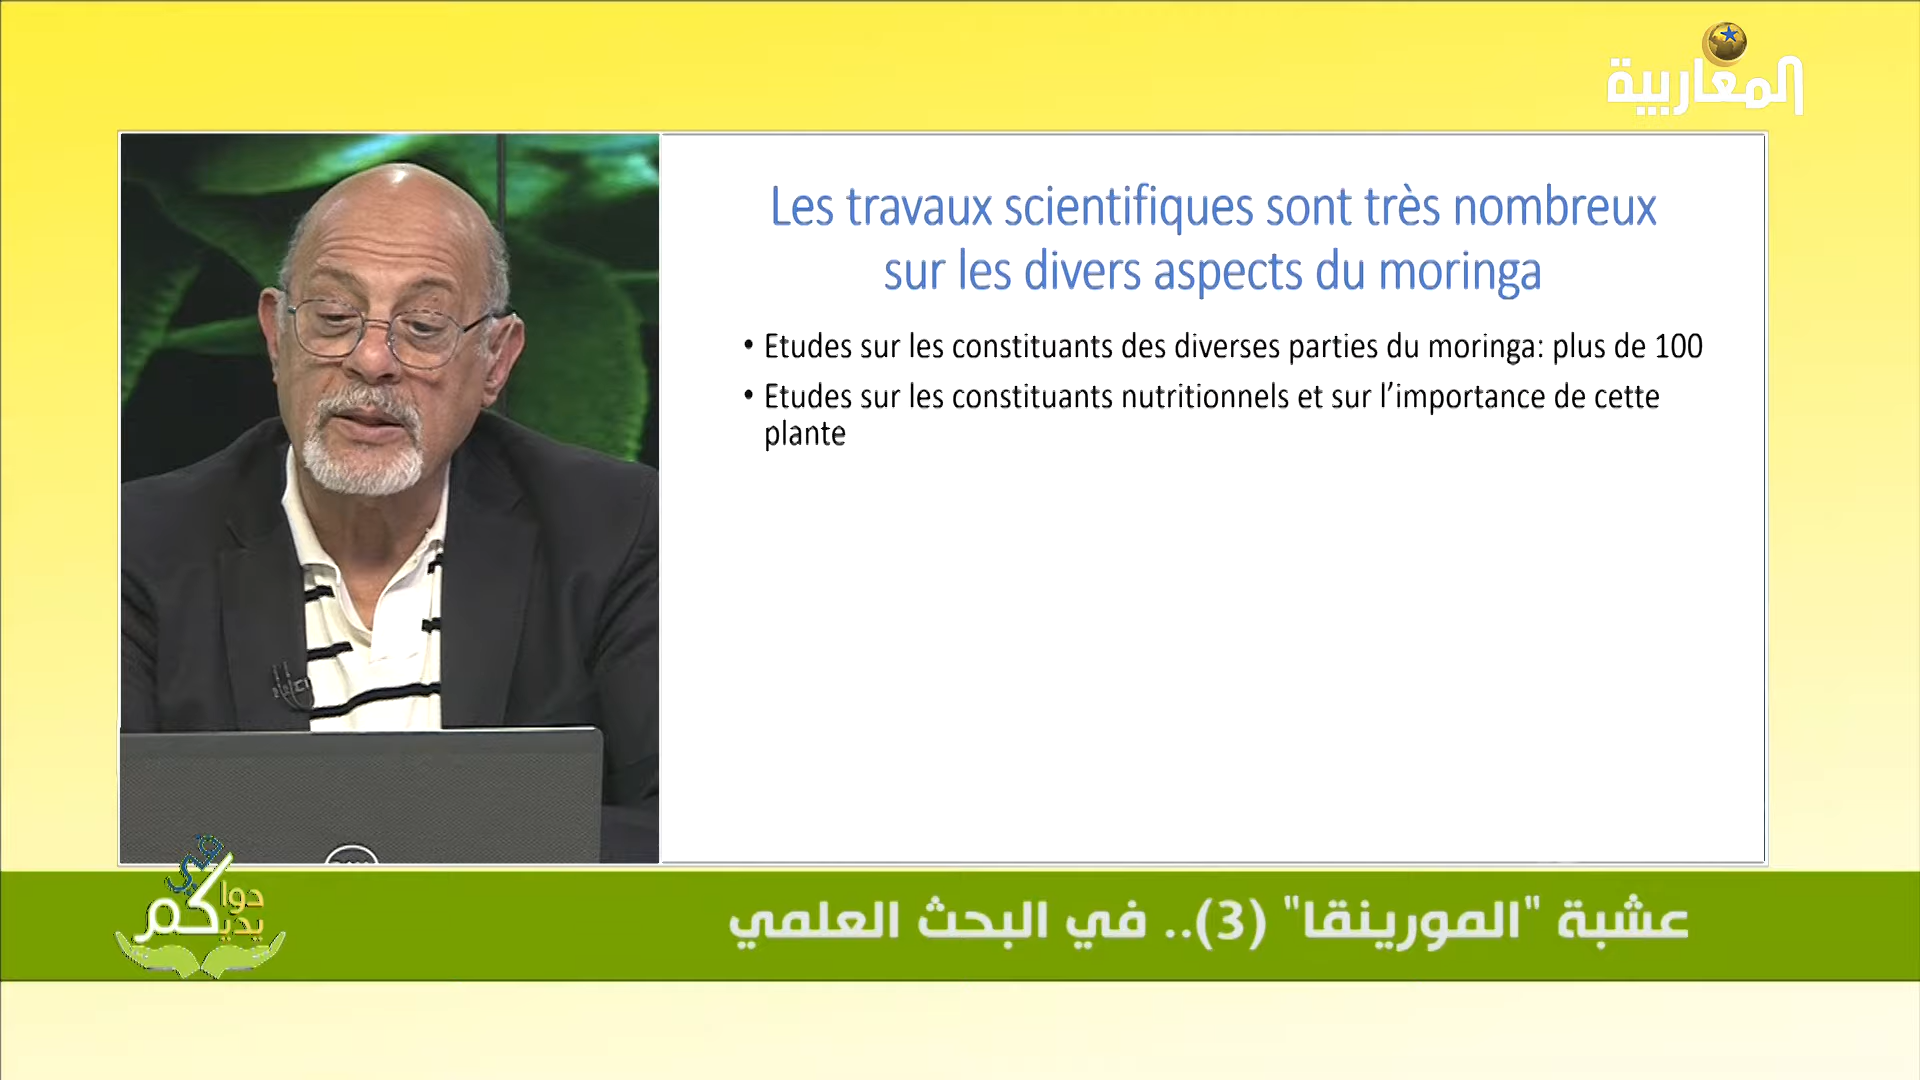 المغاربية
Les travaux scientifiques sont très nombreux
sur les divers aspects du moringa
• Etudes sur les constituants des diverses parties du moringa: plus de 100
• Etudes sur les constituants nutritionnels et sur l’importance de cette
plante
دواكم في يديكم
عشبة "المورينقا" (3).. في البحث العلمي